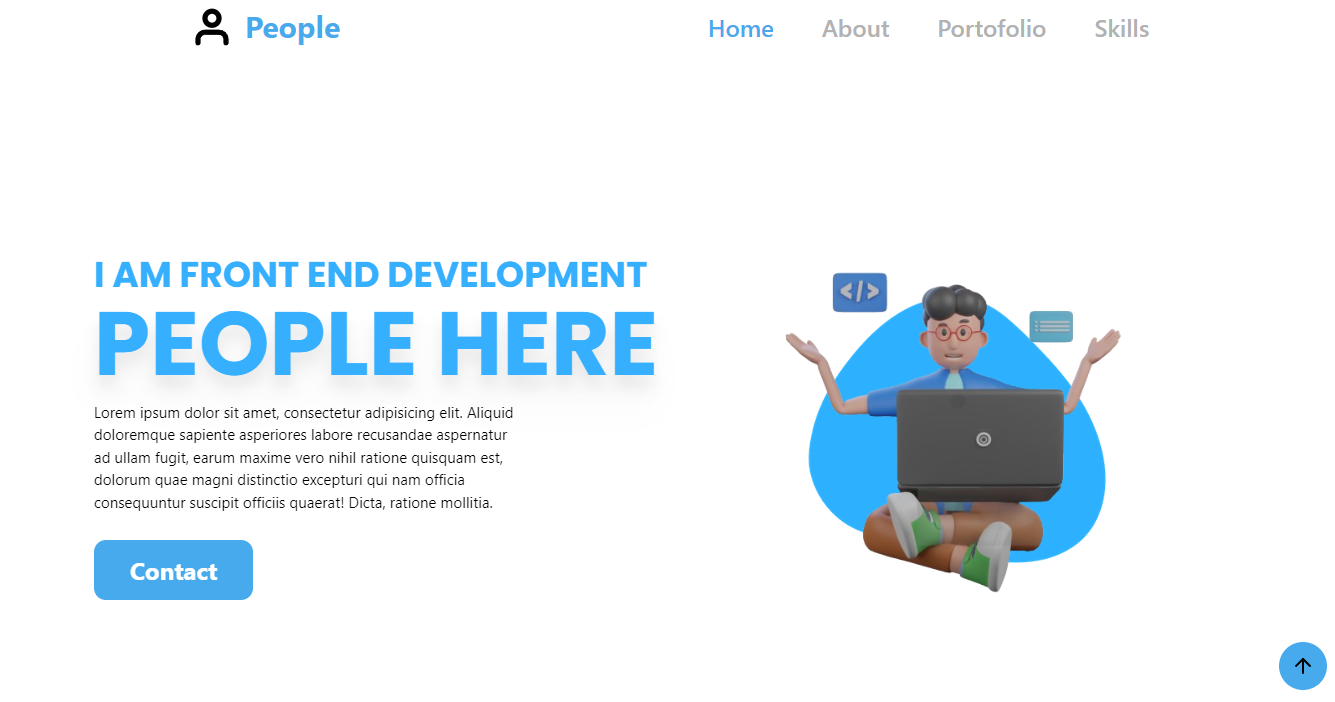 People
Home About Portofolio Skills
I AM FRONT END DEVELOPMENT
PEOPLE HERE
Lorem ipsum dolor sit amet, consectetur adipisicing elit. Aliquid
doloremque sapiente asperiores labore recusandae aspernatur
ad ullam fugit, earum maxime vero nihil ratione quisquam est,
dolorum quae magni distinctio excepturi qui nam officia
consequuntur suscipit officiis quaerat! Dicta, ratione mollitia.
Contact